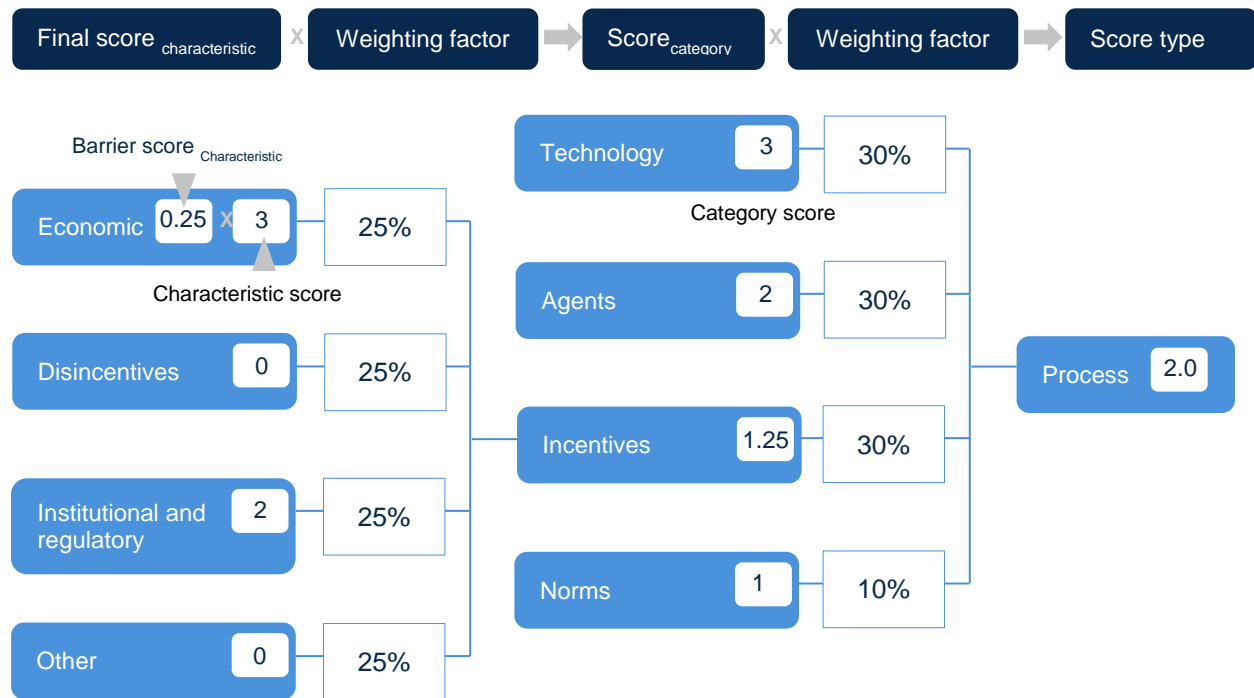 Final score characteristic X Weighting factor Score category X Weighting factor Score type
Barrier score Characteristic
Economic 0.25 X 3 25%
Characteristic score
Disincentives 0 25%
Institutional and regulatory 2 25%
Other 0 25%
Technology 3 30%
Category score
Agents 2 30%
Incentives 1.25 30%
Norms 1 10%
Process 2.0